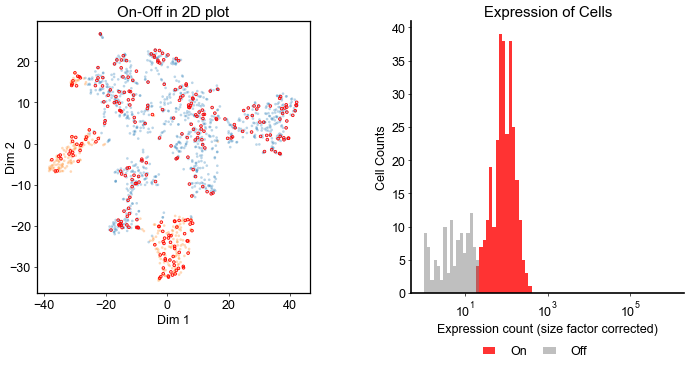 On-Off in 2D plot
20
10
0
−10
−20
−30
Dim 2
−40
−20
0
20
40
Dim 1
Expression of Cells
40
35
30
25
20
15
10
5
0
Cell Counts
10^1
10^3
10^5
Expression count (size factor corrected)
On
Off